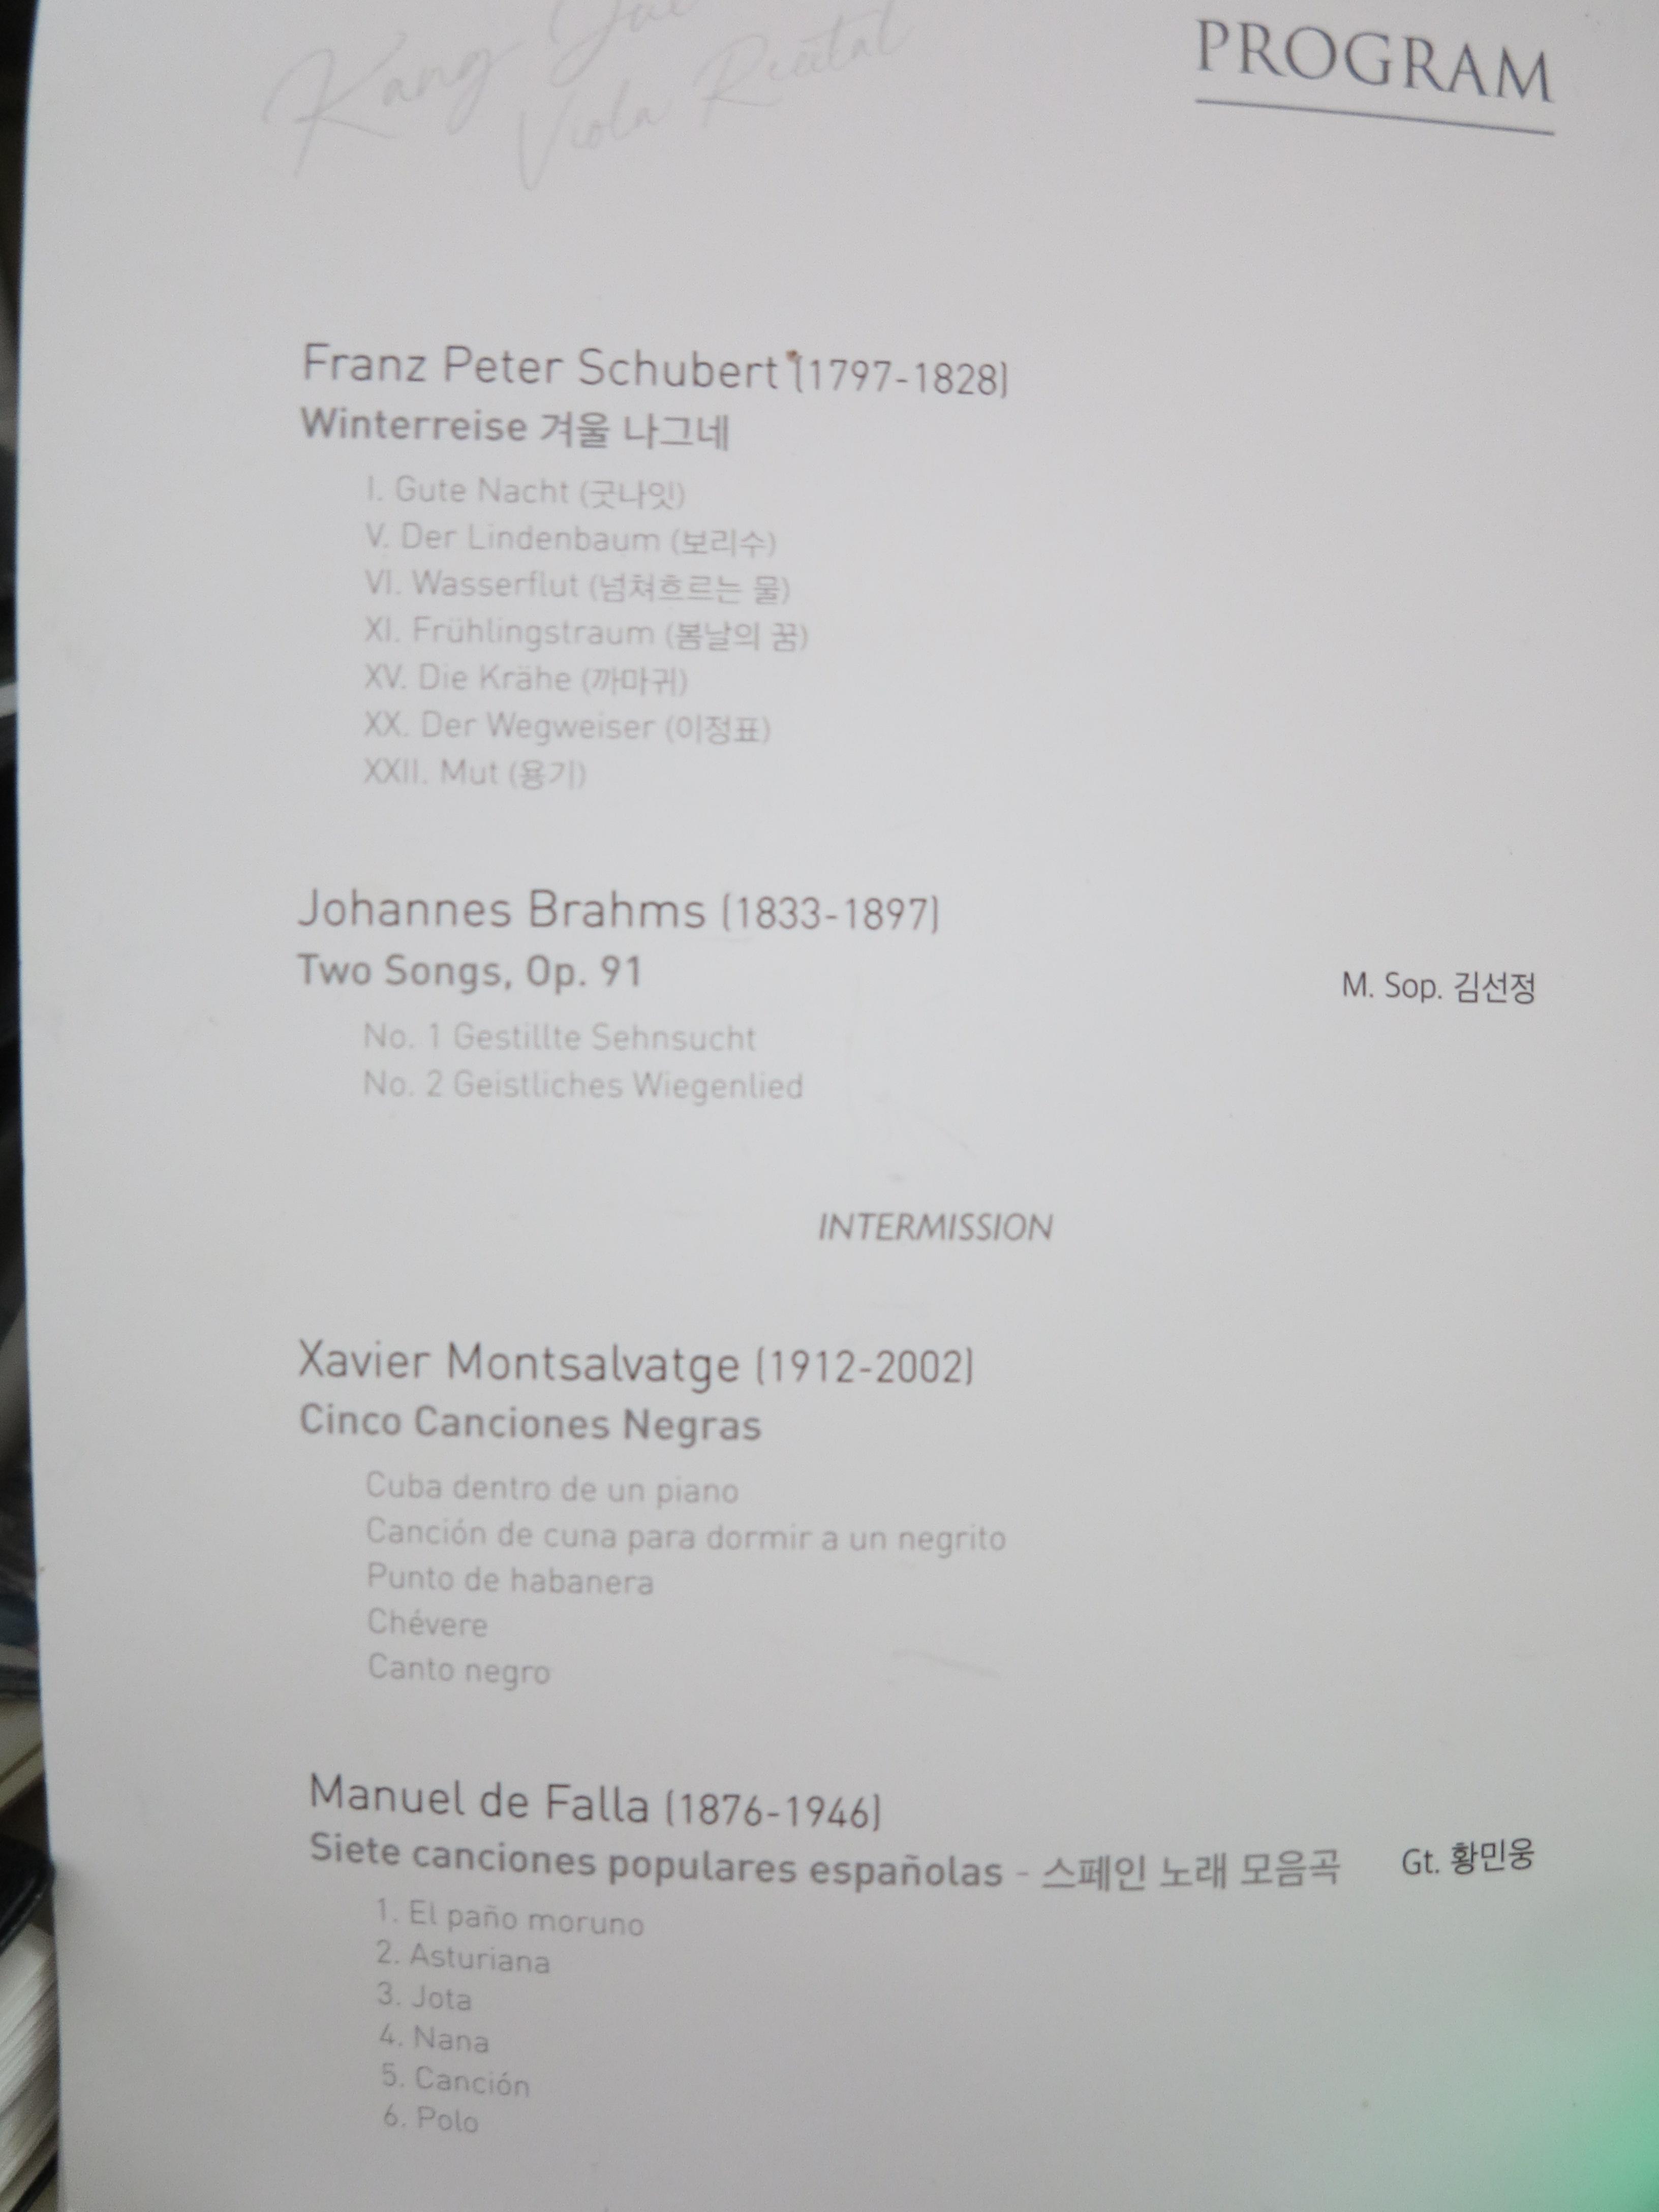 Kang
Viola Recital
PROGRAM
Franz Peter Schubert (1797-1828)
Winterreise 겨울 나그네
I. Gute Nacht (굿나잇)
V. Der Lindenbaum (보리수)
VI. Wasserflut (넘쳐흐르는 물)
XI. Frühlingstraum (봄날의 꿈)
XV. Die Krähe (까마귀)
XX. Der Wegweiser (이정표)
XXII. Mut (용기)
Johannes Brahms (1833-1897)
Two Songs, Op. 91 M. Sop. 김선정
No. 1 Gestillte Sehnsucht
No. 2 Geistliches Wiegenlied
INTERMISSION
Xavier Montsalvatge (1912-2002)
Cinco Canciones Negras
Cuba dentro de un piano
Canción de cuna para dormir a un negrito
Punto de habanera
Chévere
Canto negro
Manuel de Falla (1876-1946)
Siete canciones populares españolas - 스페인 노래 모음곡 Gt. 황민웅
1. El paño moruno
2. Asturiana
3. Jota
4. Nana
5. Canción
6. Polo